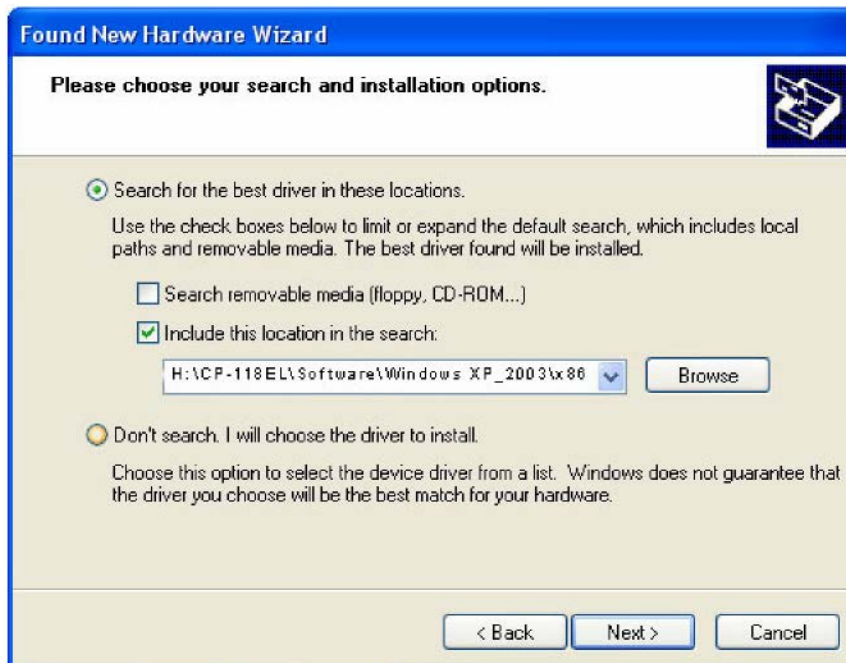 Found New Hardware Wizard
Please choose your search and installation options.
Search for the best driver in these locations.
Use the check boxes below to limit or expand the default search, which includes local
paths and removable media. The best driver found will be installed.
Search removable media (floppy, CD-ROM...)
Include this location in the search:
H:\CP-118EL\Software\Windows XP_2003\x86
Browse
Don't search. I will choose the driver to install.
Choose this option to select the device driver from a list. Windows does not guarantee that
the driver you choose will be the best match for your hardware.
< Back
Next >
Cancel